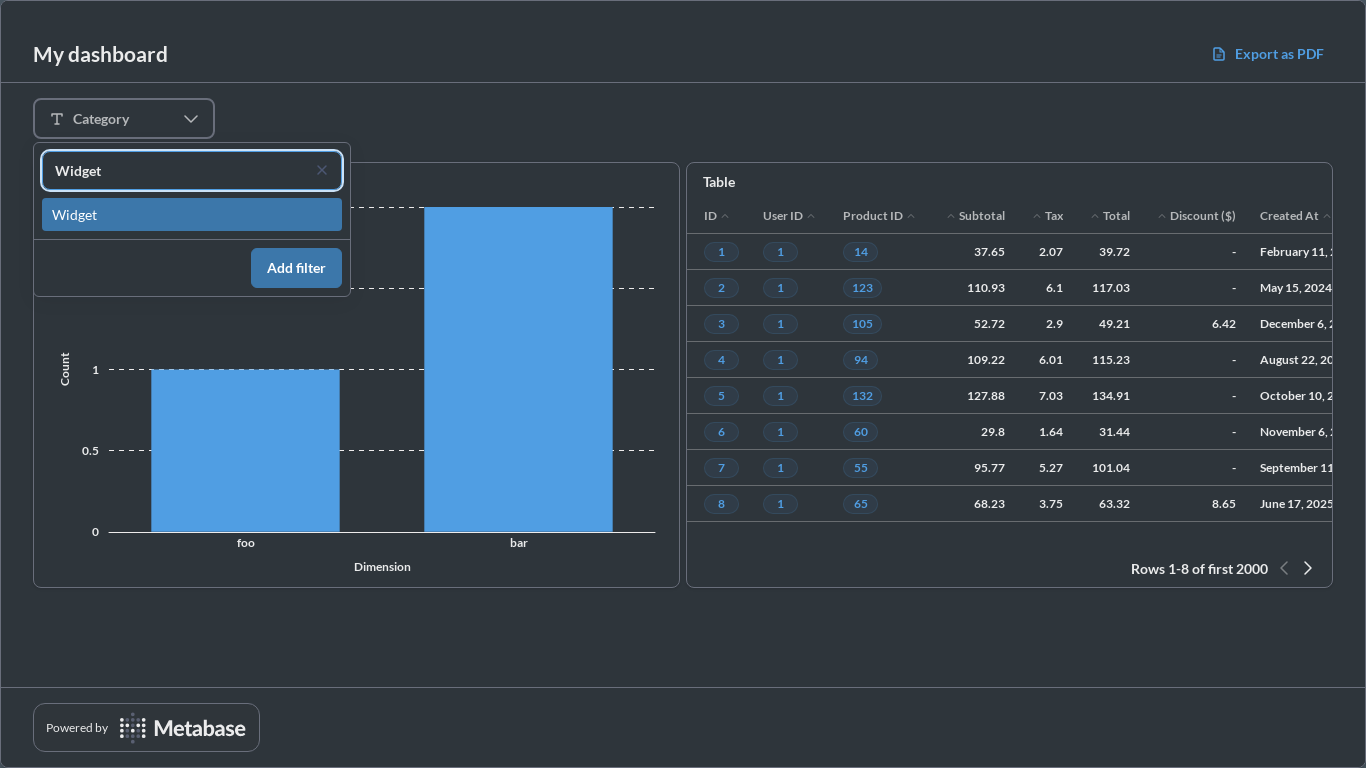 My dashboard
Export as PDF
Category
Widget
Widget
Add filter
Count
1
0.5
0
foo
bar
Dimension
Table
ID User ID Product ID Subtotal Tax Total Discount ($) Created At
1 1 14 37.65 2.07 39.72 - February 11,
2 1 123 110.93 6.1 117.03 - May 15, 2024
3 1 105 52.72 2.9 49.21 6.42 December 6,
4 1 94 109.22 6.01 115.23 - August 22, 20
5 1 132 127.88 7.03 134.91 - October 10, 2
6 1 60 29.8 1.64 31.44 - November 6,
7 1 55 95.77 5.27 101.04 - September 11
8 1 65 68.23 3.75 63.32 8.65 June 17, 2025
Rows 1-8 of first 2000
Powered by Metabase